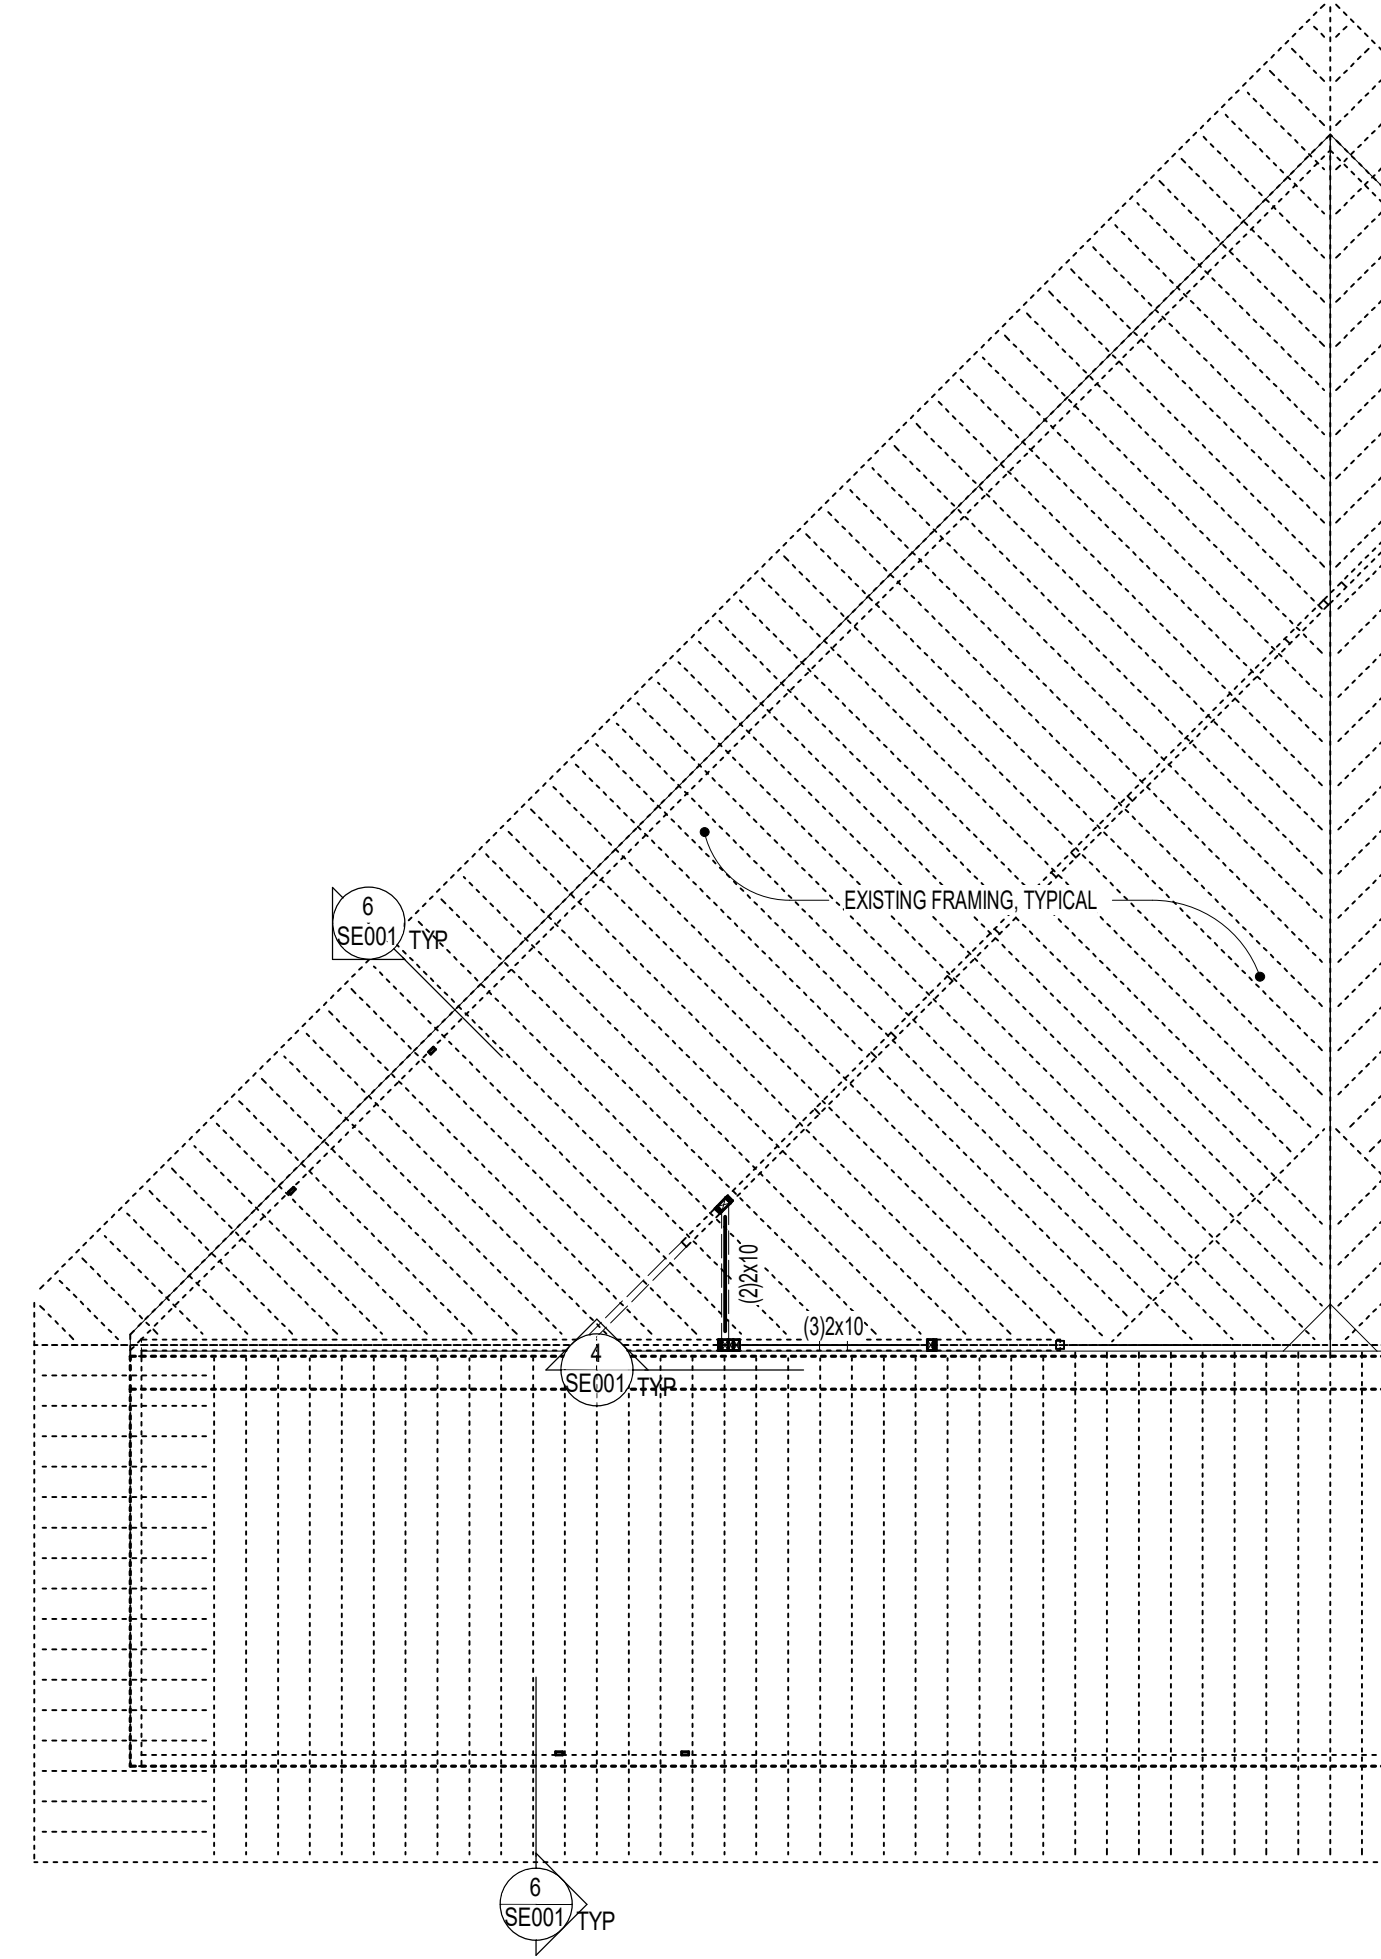 EXISTING FRAMING, TYPICAL
6
SE001 TYP
(2)2x10
(3)2x10
4
SE001 TYP
6
SE001 TYP